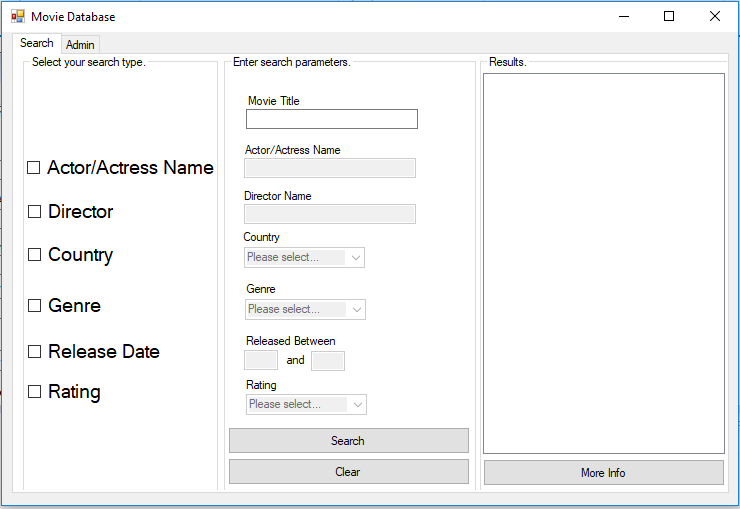 Movie Database
Search
Admin
Select your search type.
Actor/Actress Name
Director
Country
Genre
Release Date
Rating
Enter search parameters.
Movie Title
Actor/Actress Name
Director Name
Country
Please select...
Genre
Please select...
Released Between
and
Rating
Please select...
Search
Clear
Results.
More Info